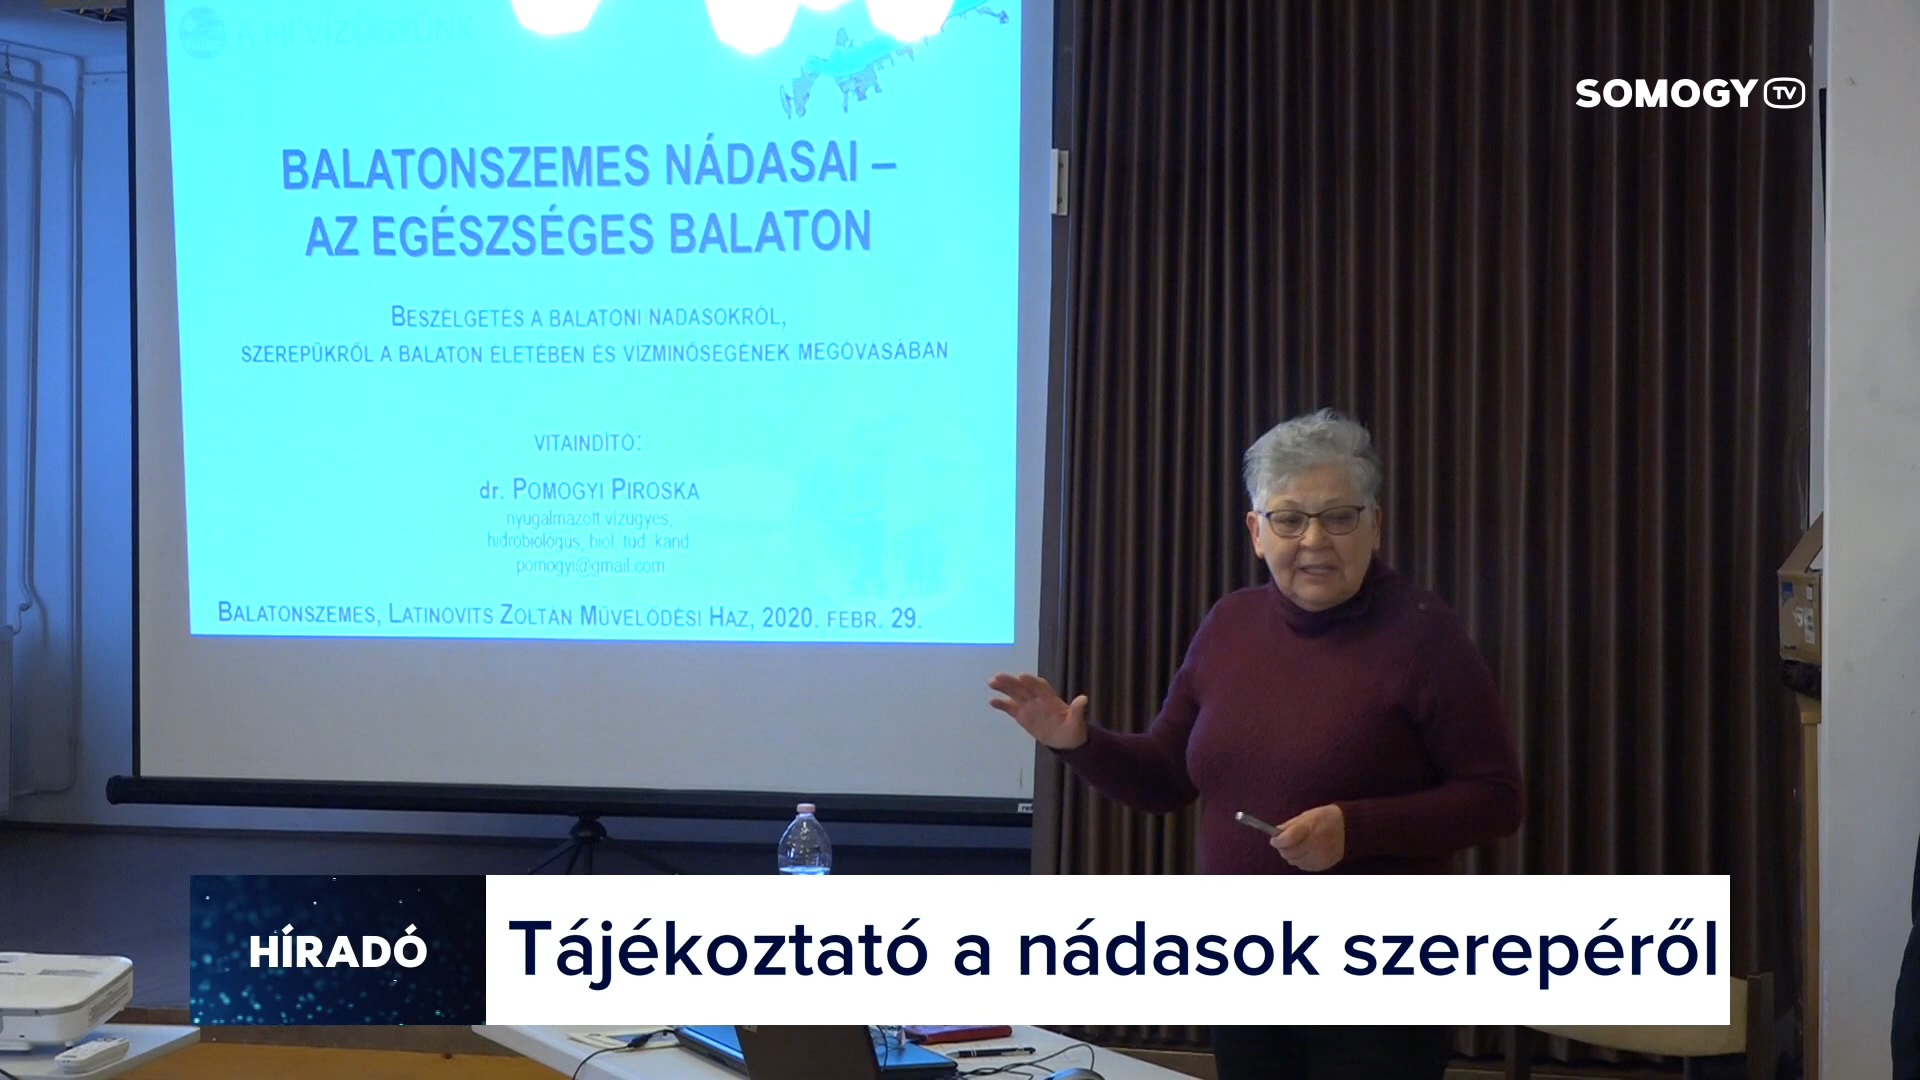 A MI VÍZÜGYÜNK
SOMOGY TV
BALATONSZEMES NÁDASAI –
AZ EGÉSZSÉGES BALATON
BESZÉLGETÉS A BALATONI NÁDASOKRÓL,
SZEREPÜKRŐL A BALATON ÉLETÉBEN ÉS VÍZMINŐSÉGÉNEK MEGÓVÁSÁBAN
VITAINDÍTÓ:
dr. POMOGYI PIROSKA
nyugalmazott vízügyes,
hidrobiológus, biol. tud. kand.
pomogyi@gmail.com
BALATONSZEMES, LATINOVITS ZOLTÁN MŰVELŐDÉSI HÁZ, 2020. FEBR. 29.
HÍRADÓ
Tájékoztató a nádasok szerepéről